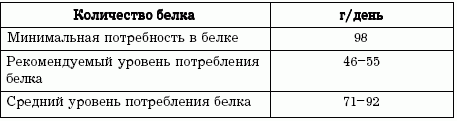 Количество белка г/день
Минимальная потребность в белке 98
Рекомендуемый уровень потребления 46–55
белка
Средний уровень потребления белка 71–92